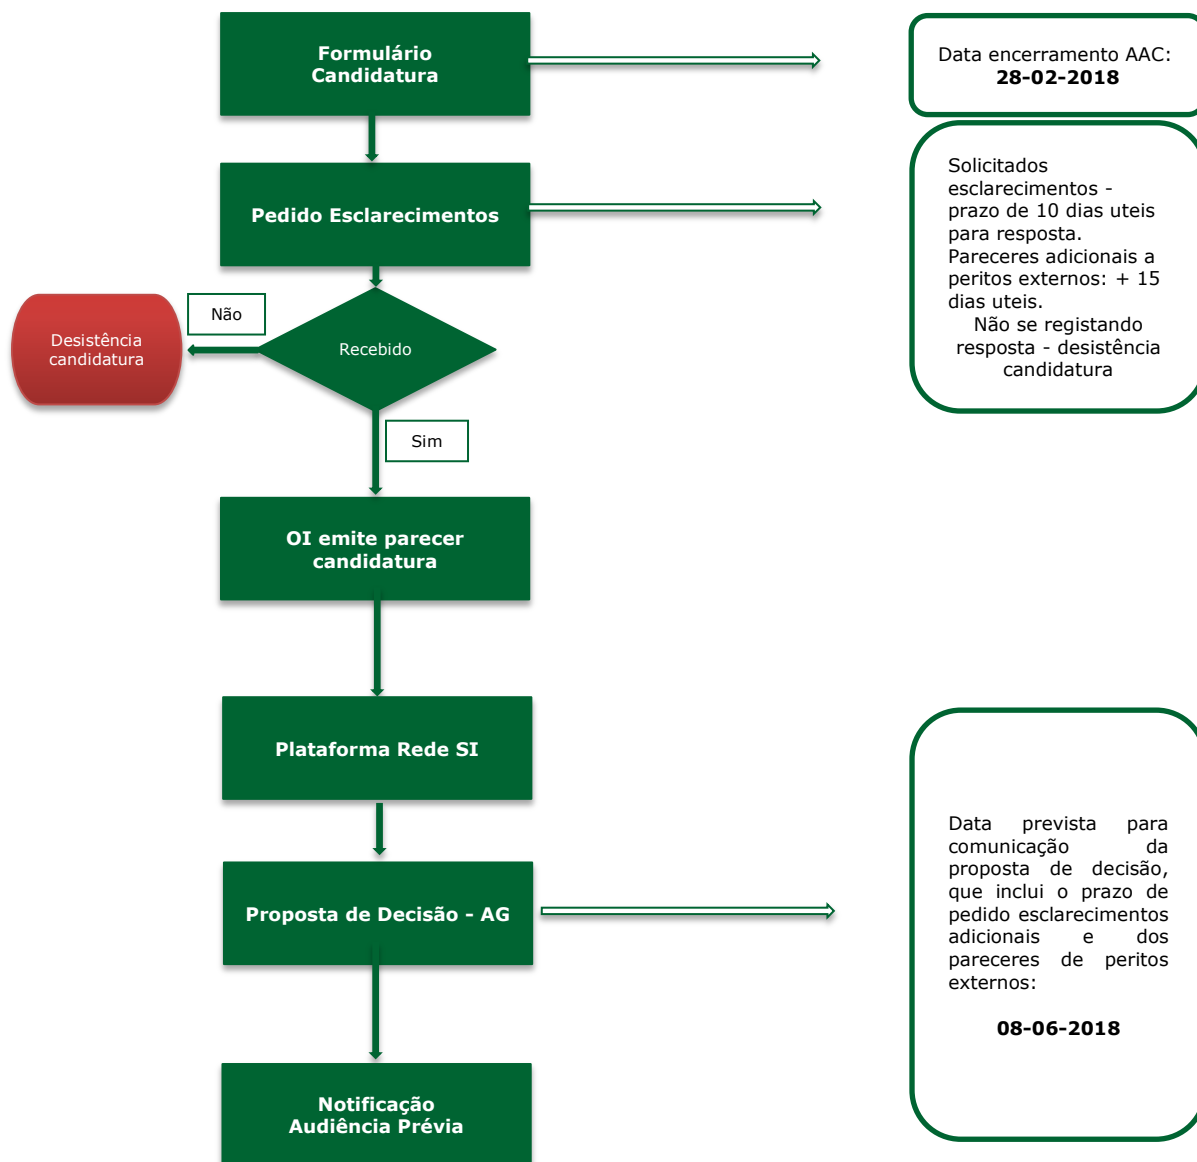 Formulário
Candidatura
Data encerramento AAC:
28-02-2018
Pedido Esclarecimentos
Solicitados
esclarecimentos -
prazo de 10 dias uteis
para resposta.
Pareceres adicionais a
peritos externos: + 15
dias uteis.
Não se registando
resposta - desistência
candidatura
Não
Desistência
candidatura
Recebido
Sim
OI emite parecer
candidatura
Plataforma Rede SI
Proposta de Decisão - AG
Data prevista para
comunicação da
proposta de decisão,
que inclui o prazo de
pedido esclarecimentos
adicionais e dos
pareceres de peritos
externos:
08-06-2018
Notificação
Audiência Prévia